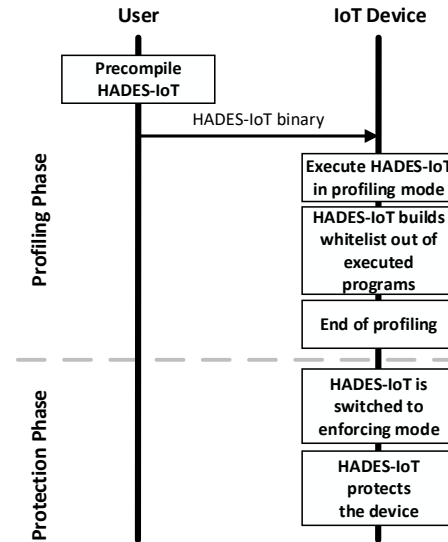 User
IoT Device
Precompile
HADES-IoT
HADES-IoT binary
Profiling Phase
Execute HADES-IoT
in profiling mode
HADES-IoT builds
whitelist out of
executed
programs
End of profiling
Protection Phase
HADES-IoT is
switched to
enforcing mode
HADES-IoT
protects
the device